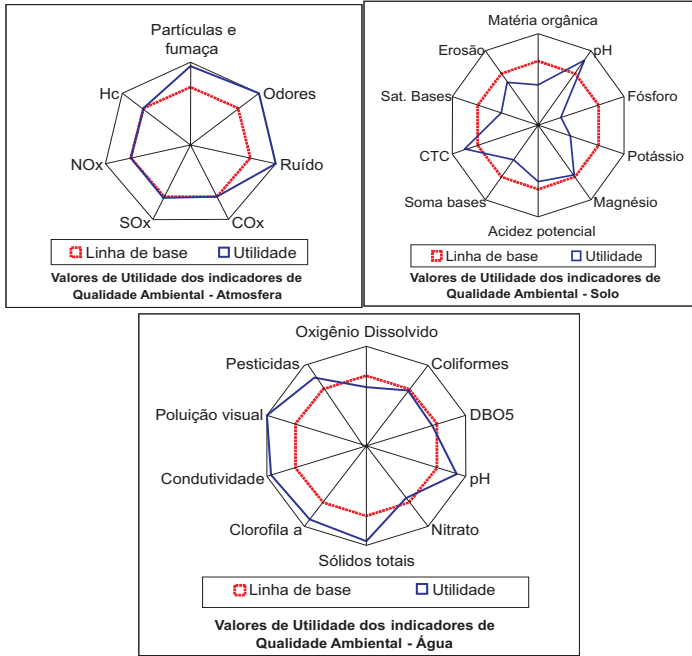 Partículas e
fumaça
Hc
Odores
NOx
Ruído
SOx
COx
Linha de base
Utilidade
Valores de Utilidade dos indicadores de
Qualidade Ambiental - Atmosfera
Matéria orgânica
Erosão
pH
Sat. Bases
Fósforo
CTC
Potássio
Soma bases
Magnésio
Acidez potencial
Linha de base
Utilidade
Valores de Utilidade dos indicadores de
Qualidade Ambiental - Solo
Oxigênio Dissolvido
Pesticidas
Coliformes
Poluição visual
DBO5
Condutividade
pH
Clorofila a
Nitrato
Sólidos totais
Linha de base
Utilidade
Valores de Utilidade dos indicadores de
Qualidade Ambiental - Água